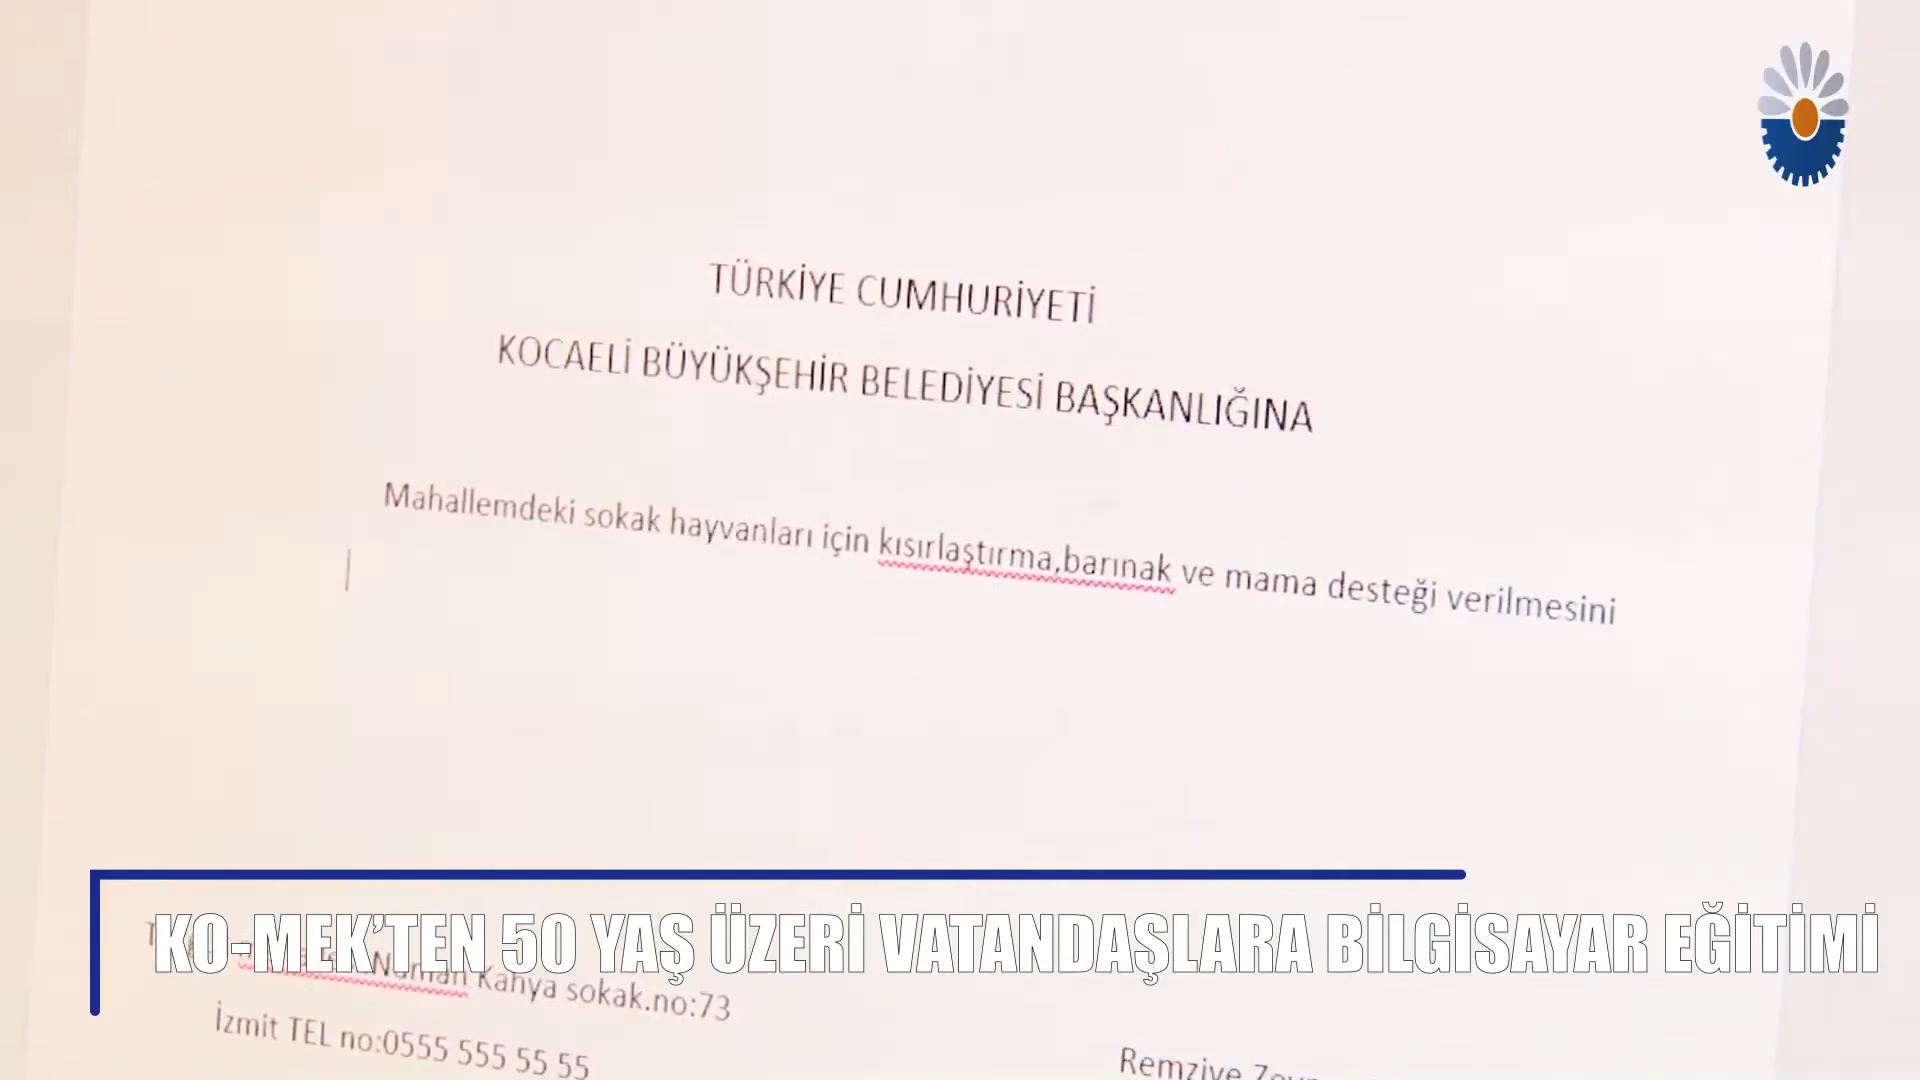 TÜRKİYE CUMHURİYETİ
KOCAELİ BÜYÜKŞEHİR BELEDİYESİ BAŞKANLIĞINA
Mahallemdeki sokak hayvanları için kısırlaştırma,barınak ve mama desteği verilmesini
KO-MEK’TEN 50 YAŞ ÜZERİ VATANDAŞLARA BİLGİSAYAR EĞİTİMİ
Numan Kahya sokak.no:73
İzmit TEL no:0555 555 55 55
Remziye